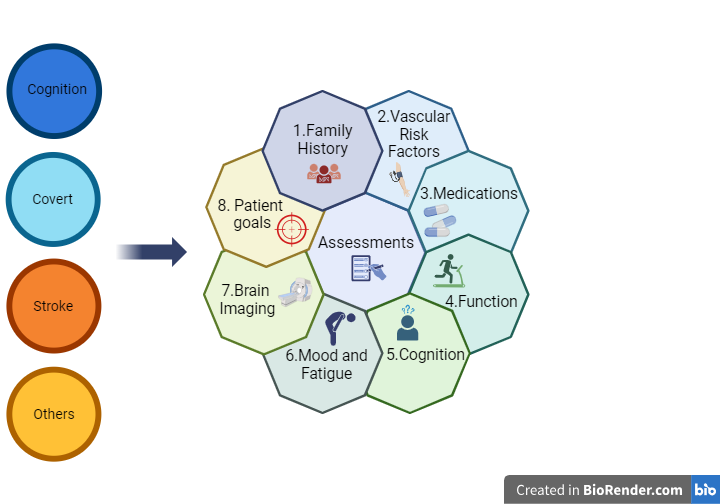 Cognition
Covert
Stroke
Others
1.Family
History
2.Vascular
Risk
Factors
3.Medications
4.Function
5.Cognition
6.Mood and
Fatigue
7.Brain
Imaging
8. Patient
goals
Assessments
Created in BioRender.com bio